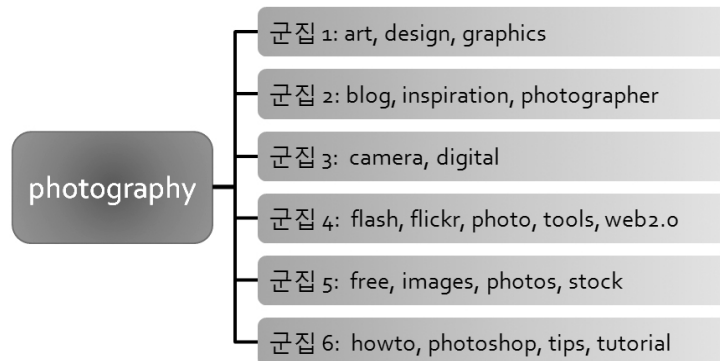 photography
군집 1: art, design, graphics
군집 2: blog, inspiration, photographer
군집 3: camera, digital
군집 4: flash, flickr, photo, tools, web2.0
군집 5: free, images, photos, stock
군집 6: howto, photoshop, tips, tutorial